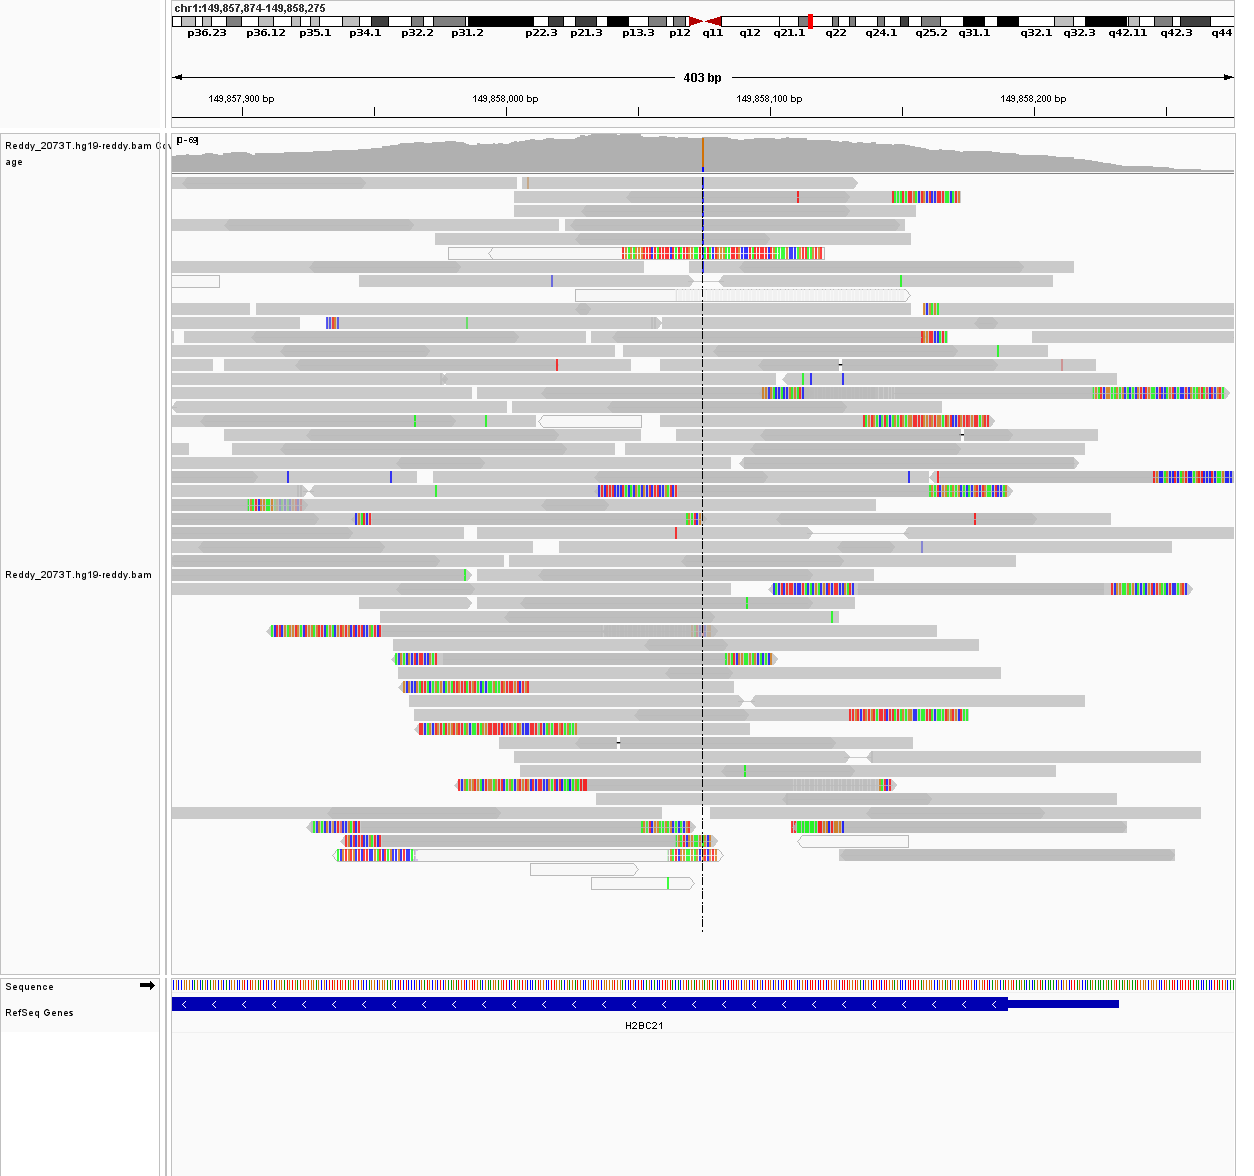 chr1:149,857,874-149,858,275
p36.23 p36.12 p35.1 p34.1 p32.2 p31.2 p22.3 p21.3 p13.3 p12 q11 q12 q21.1 q22 q24.1 q25.2 q31.1 q32.1 q32.3 q42.11 q42.3 q44
403 bp
149,857,900 bp 149,858,000 bp 149,858,100 bp 149,858,200 bp
Reddy_2073T.hg19-reddy.bam Cov
age
[0-69]
Reddy_2073T.hg19-reddy.bam
Sequence
RefSeq Genes
H2BC21